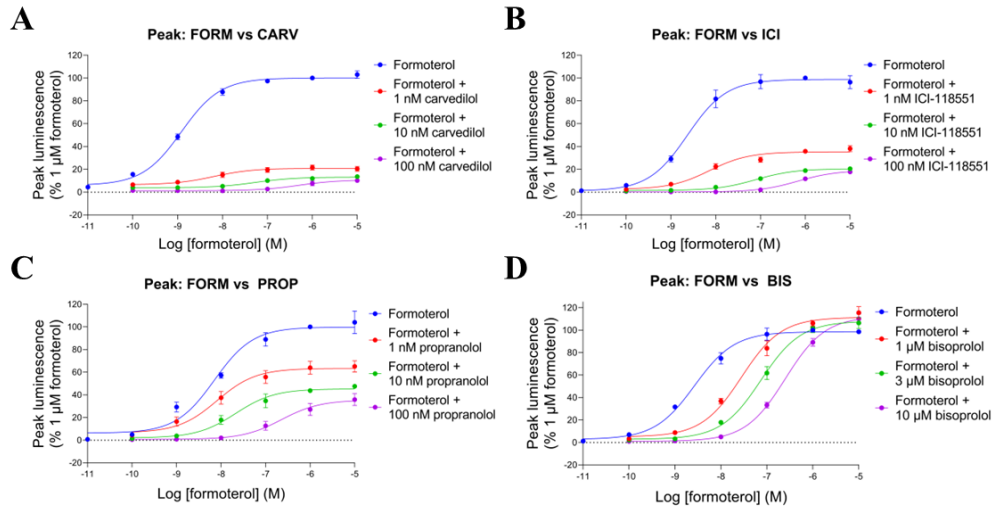 A
Peak: FORM vs CARV
Peak luminescence
(% 1 µM formoterol)
120
100
80
60
40
20
0
-20
-11
-10
-9
-8
-7
-6
-5
Log [formoterol] (M)
Formoterol
Formoterol +
1 nM carvedilol
Formoterol +
10 nM carvedilol
Formoterol +
100 nM carvedilol
B
Peak: FORM vs ICI
Peak luminescence
(% 1 µM formoterol)
120
100
80
60
40
20
0
-20
-11
-10
-9
-8
-7
-6
-5
Log [formoterol] (M)
Formoterol
Formoterol +
1 nM ICI-118551
Formoterol +
10 nM ICI-118551
Formoterol +
100 nM ICI-118551
C
Peak: FORM vs PROP
Peak luminescence
(% 1 µM formoterol)
120
100
80
60
40
20
0
-20
-11
-10
-9
-8
-7
-6
-5
Log [formoterol] (M)
Formoterol
Formoterol +
1 nM propranolol
Formoterol +
10 nM propranolol
Formoterol +
100 nM propranolol
D
Peak: FORM vs BIS
Peak luminescence
(% 1 µM formoterol)
120
100
80
60
40
20
0
-20
-11
-10
-9
-8
-7
-6
-5
Log [formoterol] (M)
Formoterol
Formoterol +
1 µM bisoprolol
Formoterol +
3 µM bisoprolol
Formoterol +
10 µM bisoprolol